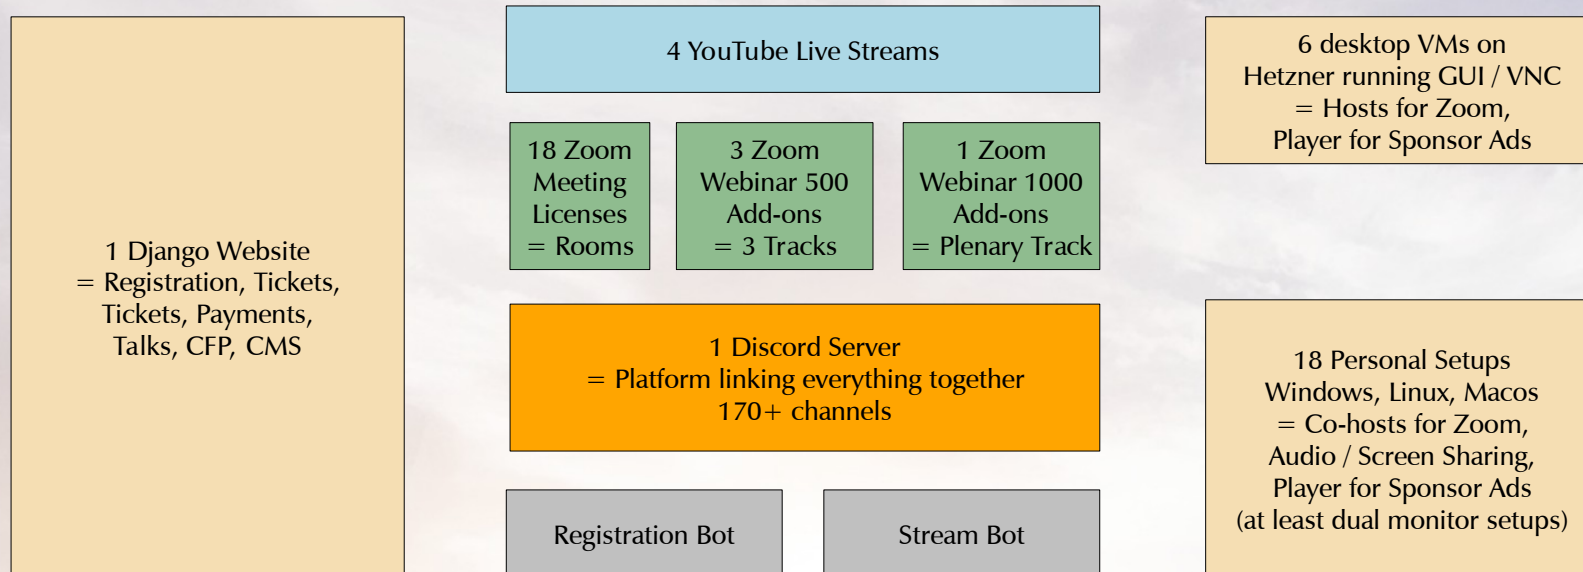 1 Django Website
= Registration, Tickets,
Tickets, Payments,
Talks, CFP, CMS
4 YouTube Live Streams
18 Zoom
Meeting
Licenses
= Rooms
3 Zoom
Webinar 500
Add-ons
= 3 Tracks
1 Zoom
Webinar 1000
Add-ons
= Plenary Track
1 Discord Server
= Platform linking everything together
170+ channels
Registration Bot
Stream Bot
6 desktop VMs on
Hetzner running GUI / VNC
= Hosts for Zoom,
Player for Sponsor Ads
18 Personal Setups
Windows, Linux, Macos
= Co-hosts for Zoom,
Audio / Screen Sharing,
Player for Sponsor Ads
(at least dual monitor setups)